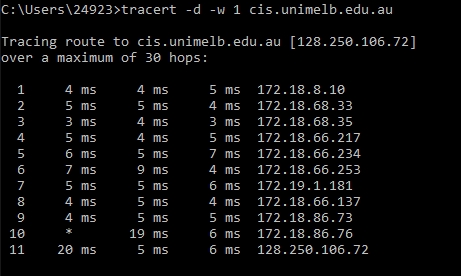 C:\Users\24923>tracert -d -w 1 cis.unimelb.edu.au
Tracing route to cis.unimelb.edu.au [128.250.106.72]
over a maximum of 30 hops:
1 4 ms 4 ms 5 ms 172.18.8.10
2 5 ms 5 ms 4 ms 172.18.68.33
3 3 ms 4 ms 3 ms 172.18.68.35
4 5 ms 4 ms 5 ms 172.18.66.217
5 6 ms 5 ms 7 ms 172.18.66.234
6 7 ms 9 ms 4 ms 172.18.66.253
7 5 ms 5 ms 6 ms 172.19.1.181
8 4 ms 5 ms 4 ms 172.18.66.137
9 4 ms 5 ms 5 ms 172.18.86.73
10 * 19 ms 6 ms 172.18.86.76
11 20 ms 5 ms 6 ms 128.250.106.72